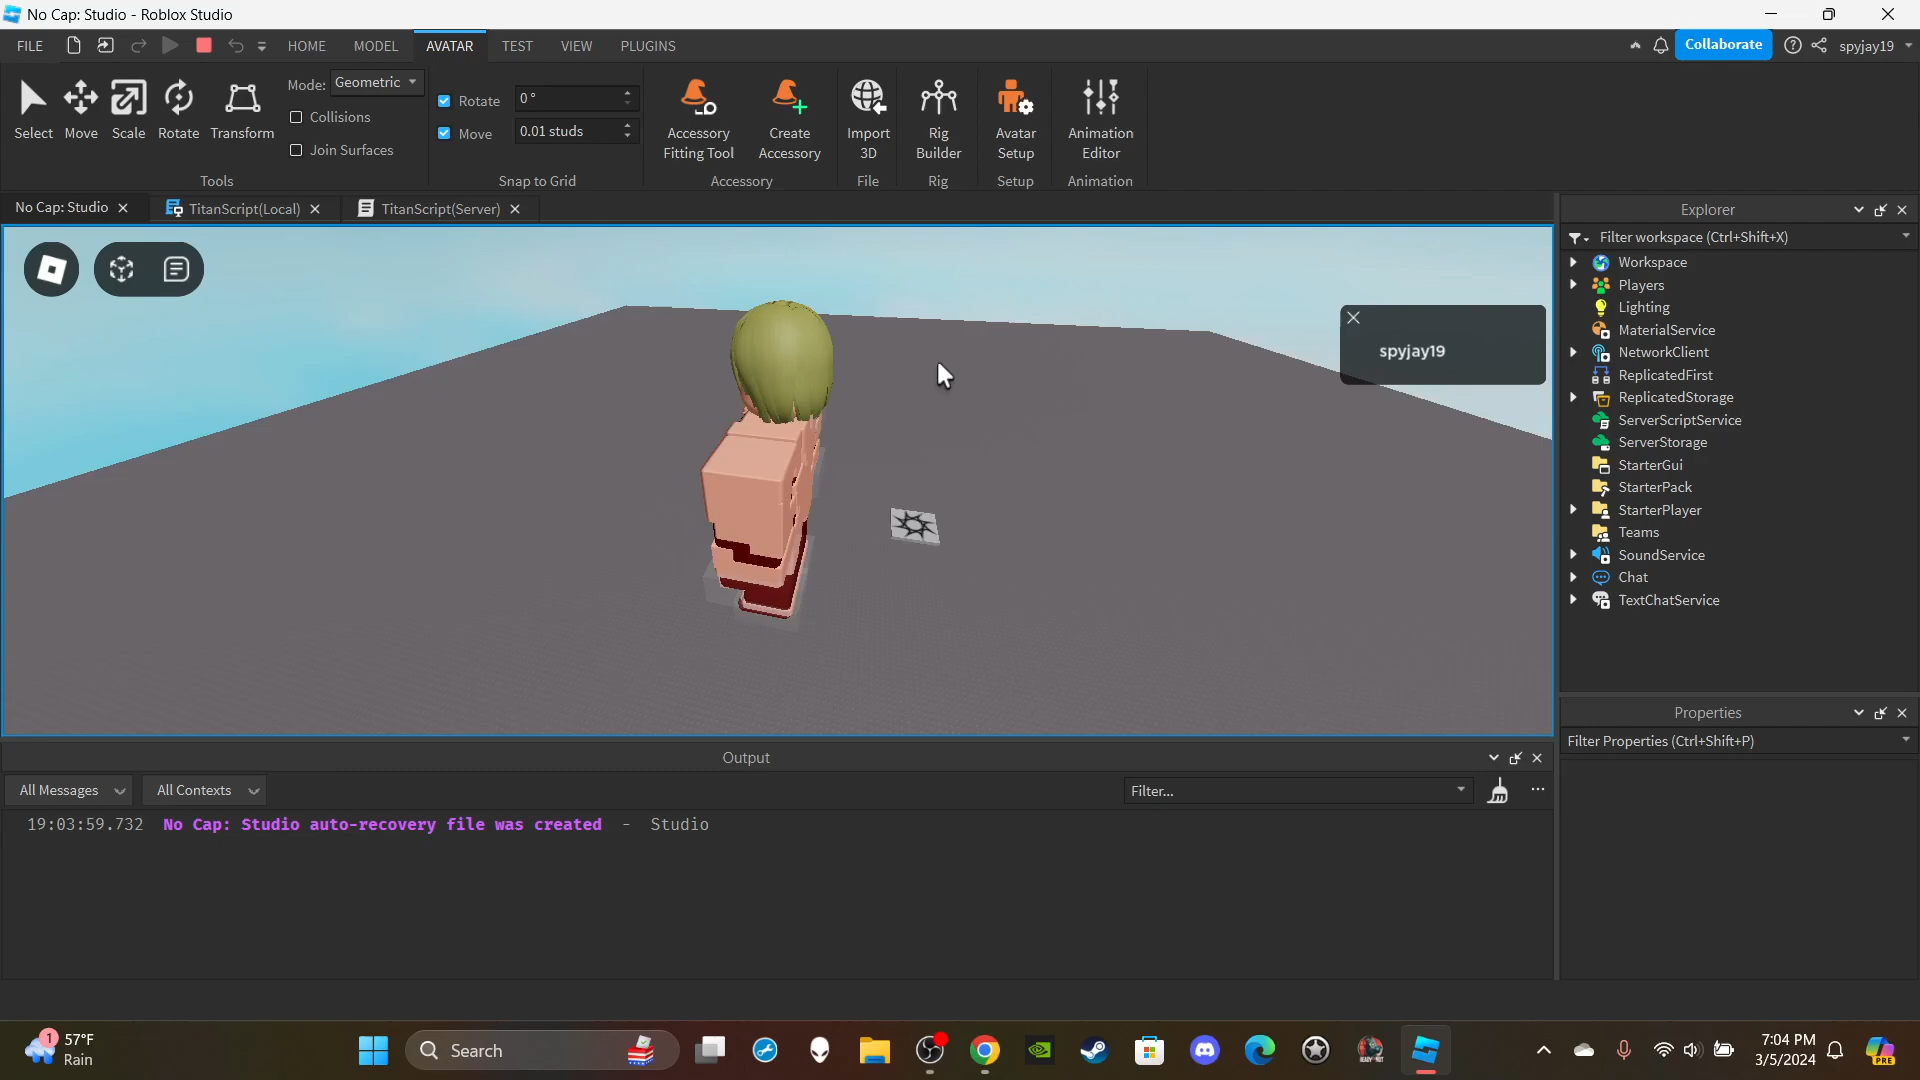 No Cap: Studio - Roblox Studio
FILE HOME MODEL AVATAR TEST VIEW PLUGINS Collaborate spyjay19
Select Move Scale Rotate Transform
Mode: Geometric
Collisions
Join Surfaces
Tools
Rotate 0 °
Move 0.01 studs
Snap to Grid
Accessory
Fitting Tool
Create
Accessory
Accessory
Import
3D
File
Rig
Builder
Rig
Avatar
Setup
Setup
Animation
Editor
Animation
No Cap: Studio TitanScript(Local) TitanScript(Server)
spyjay19
Explorer
Filter workspace (Ctrl+Shift+X)
Workspace
Players
Lighting
MaterialService
NetworkClient
ReplicatedFirst
ReplicatedStorage
ServerScriptService
ServerStorage
StarterGui
StarterPack
StarterPlayer
Teams
SoundService
Chat
TextChatService
Properties
Filter Properties (Ctrl+Shift+P)
Output
All Messages All Contexts Filter...
19:03:59.732 No Cap: Studio auto-recovery file was created - Studio
1
57°F
Rain
Search
7:04 PM
3/5/2024
PRE